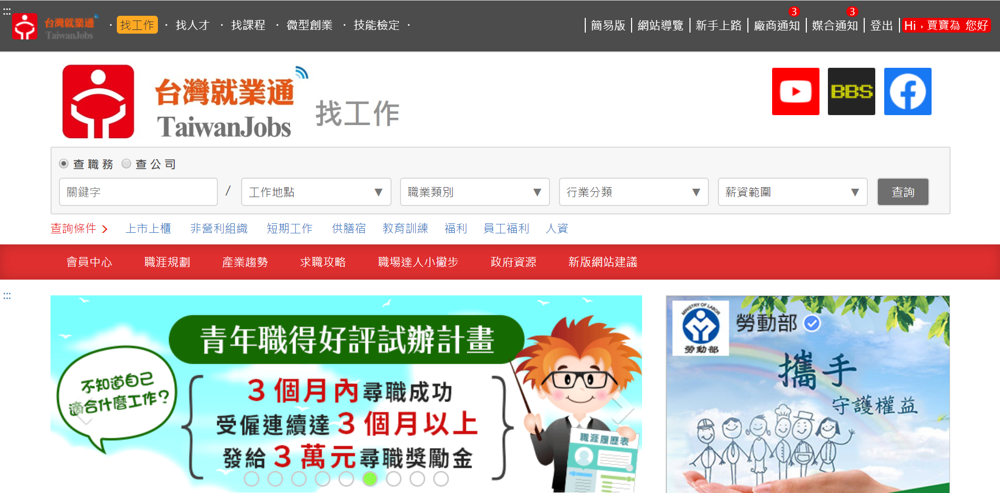 :::
台灣就業通
TaiwanJobs
· 找工作 · 找人才 · 找課程 · 微型創業 · 技能檢定 ·
簡易版 網站導覽 新手上路 廠商通知 3 媒合通知 3 登出 Hi,賈寶為 您好
台灣就業通
TaiwanJobs
找工作
BBS
查職務 查公司
關鍵字 / 工作地點 ▼ 職業類別 ▼ 行業分類 ▼ 薪資範圍 ▼ 查詢
查詢條件 上市上櫃 非營利組織 短期工作 供膳宿 教育訓練 福利 員工福利 人資
會員中心 職涯規劃 產業趨勢 求職攻略 職場達人小撇步 政府資源 新版網站建議
:::
青年職得好評試辦計畫
不知道自己
適合什麼工作?
3個月內尋職成功
受僱連續達3個月以上
發給3萬元尋職獎勵金
職涯履歷表
MINISTRY OF LABOR
勞動部
勞動部
攜手
守護權益